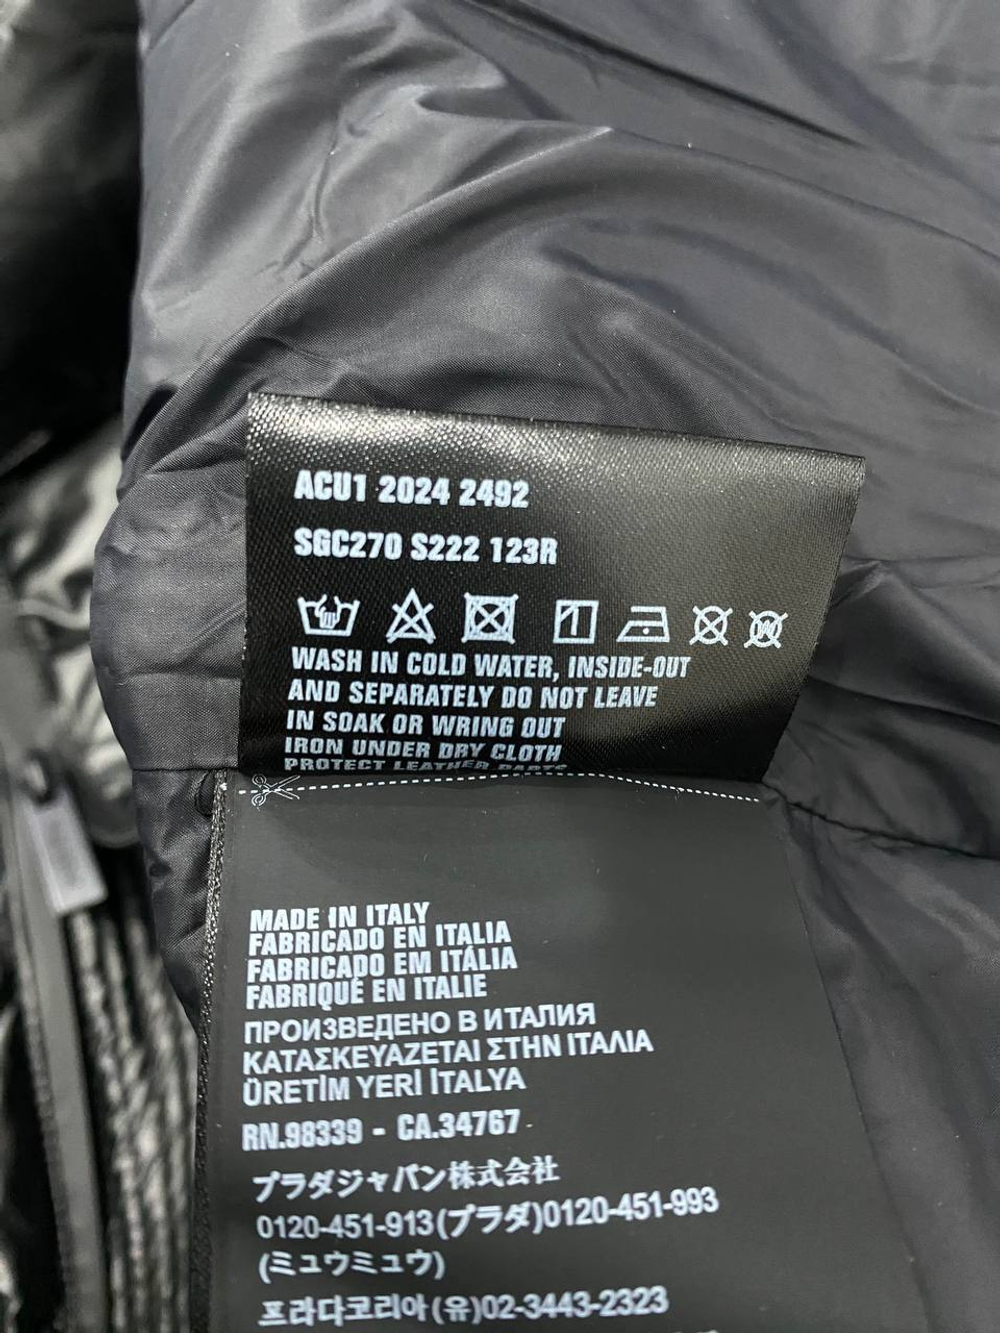 ACU1 2024 2492
SGC270 S222 123R
WASH IN COLD WATER, INSIDE-OUT
AND SEPARATELY DO NOT LEAVE
IN SOAK OR WRING OUT
IRON UNDER DRY CLOTH
PROTECT LEATHER PARTS
MADE IN ITALY
FABRICADO EN ITALIA
FABRICADO EM ITÁLIA
FABRIQUÉ EN ITALIE
ПРОИЗВЕДЕНО В ИТАЛИЯ
ΚΑΤΑΣΚΕΥΑΖΕΤΑΙ ΣΤΗΝ ΙΤΑΛΙΑ
ÜRETİM YERİ İTALYA
RN.98339 - CA.34767
プラダジャパン株式会社
0120-451-913(プラダ)0120-451-993
(ミュウミュウ)
프라다코리아(유)02-3443-2323